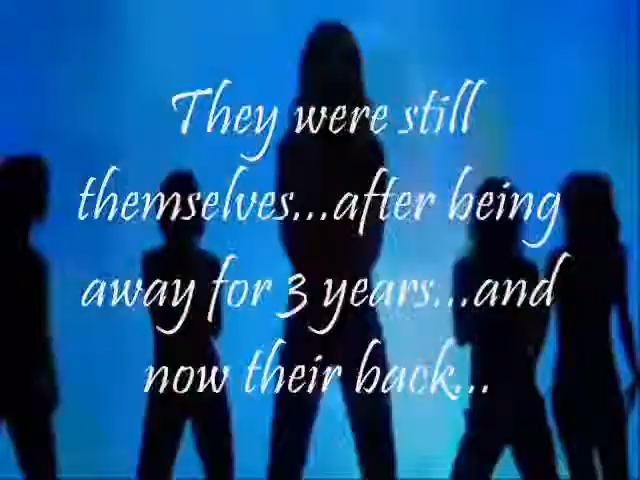 They were still
themselves...after being
away for 3 years...and
now their back...